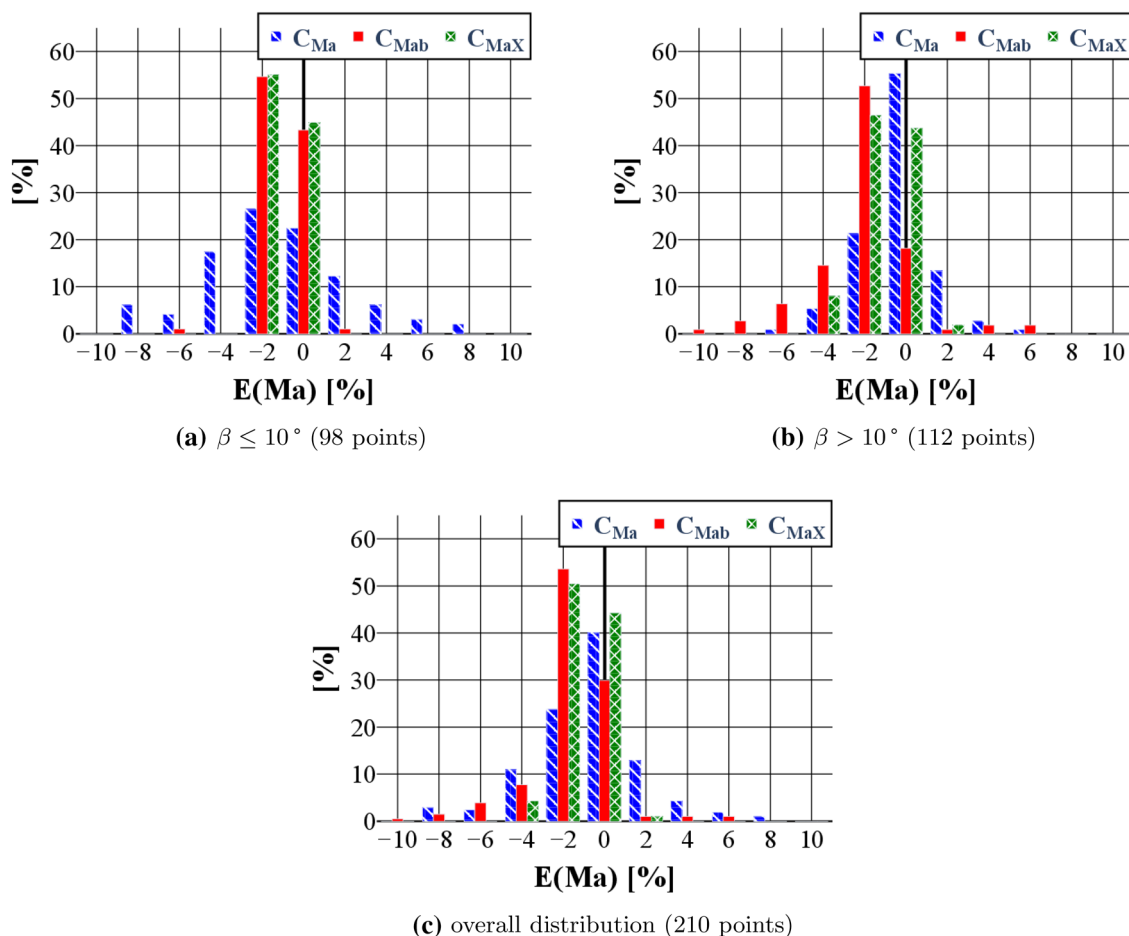 C_Ma C_Mab C_MaX
60
50
40
30
20
10
0
[%]
−10 −8 −6 −4 −2 0 2 4 6 8 10
E(Ma) [%]
(a) β ≤ 10° (98 points)
C_Ma C_Mab C_MaX
60
50
40
30
20
10
0
[%]
−10 −8 −6 −4 −2 0 2 4 6 8 10
E(Ma) [%]
(b) β > 10° (112 points)
C_Ma C_Mab C_MaX
60
50
40
30
20
10
0
[%]
−10 −8 −6 −4 −2 0 2 4 6 8 10
E(Ma) [%]
(c) overall distribution (210 points)